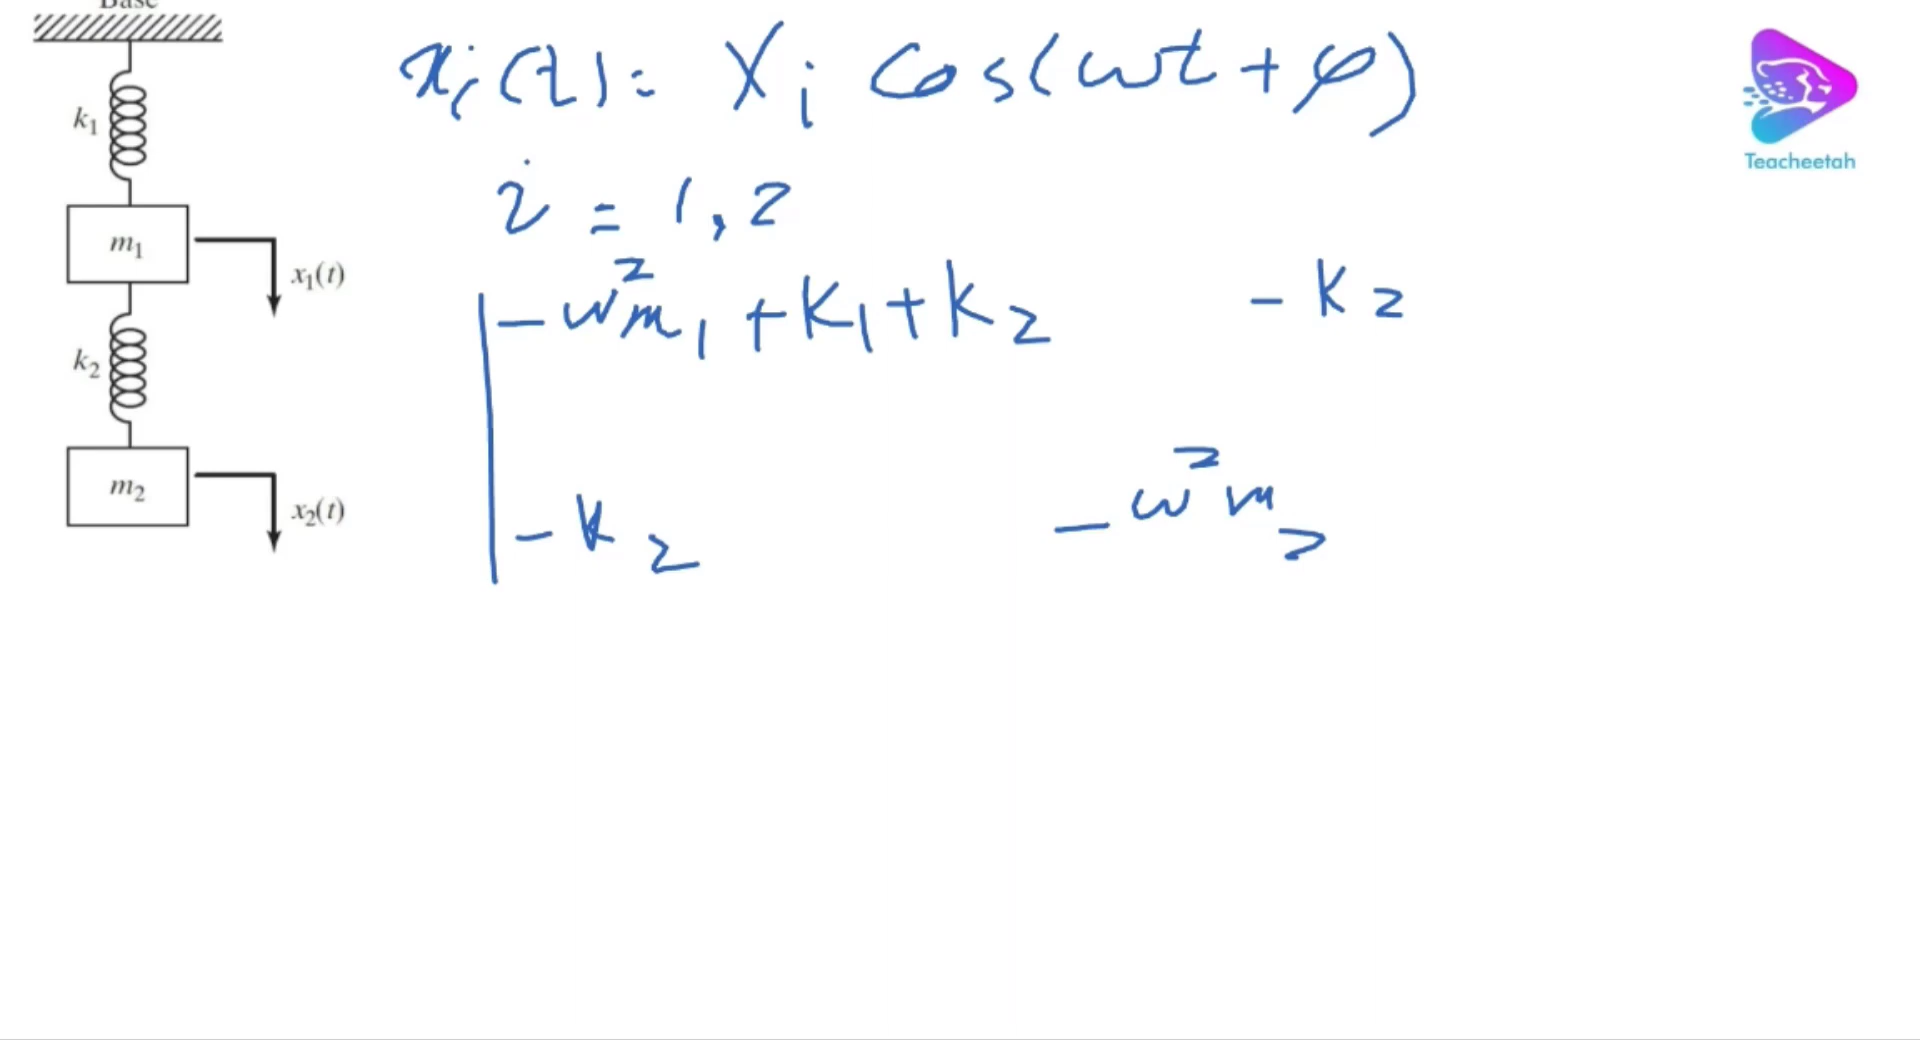 Base
k₁
m₁
x₁(t)
k₂
m₂
x₂(t)
xᵢ(t) = Xᵢ cos(ωt + φ)
i = 1, 2
-ω²m₁ + k₁ + k₂   -k₂
-k₂   -ω²m₂
Teacheetah